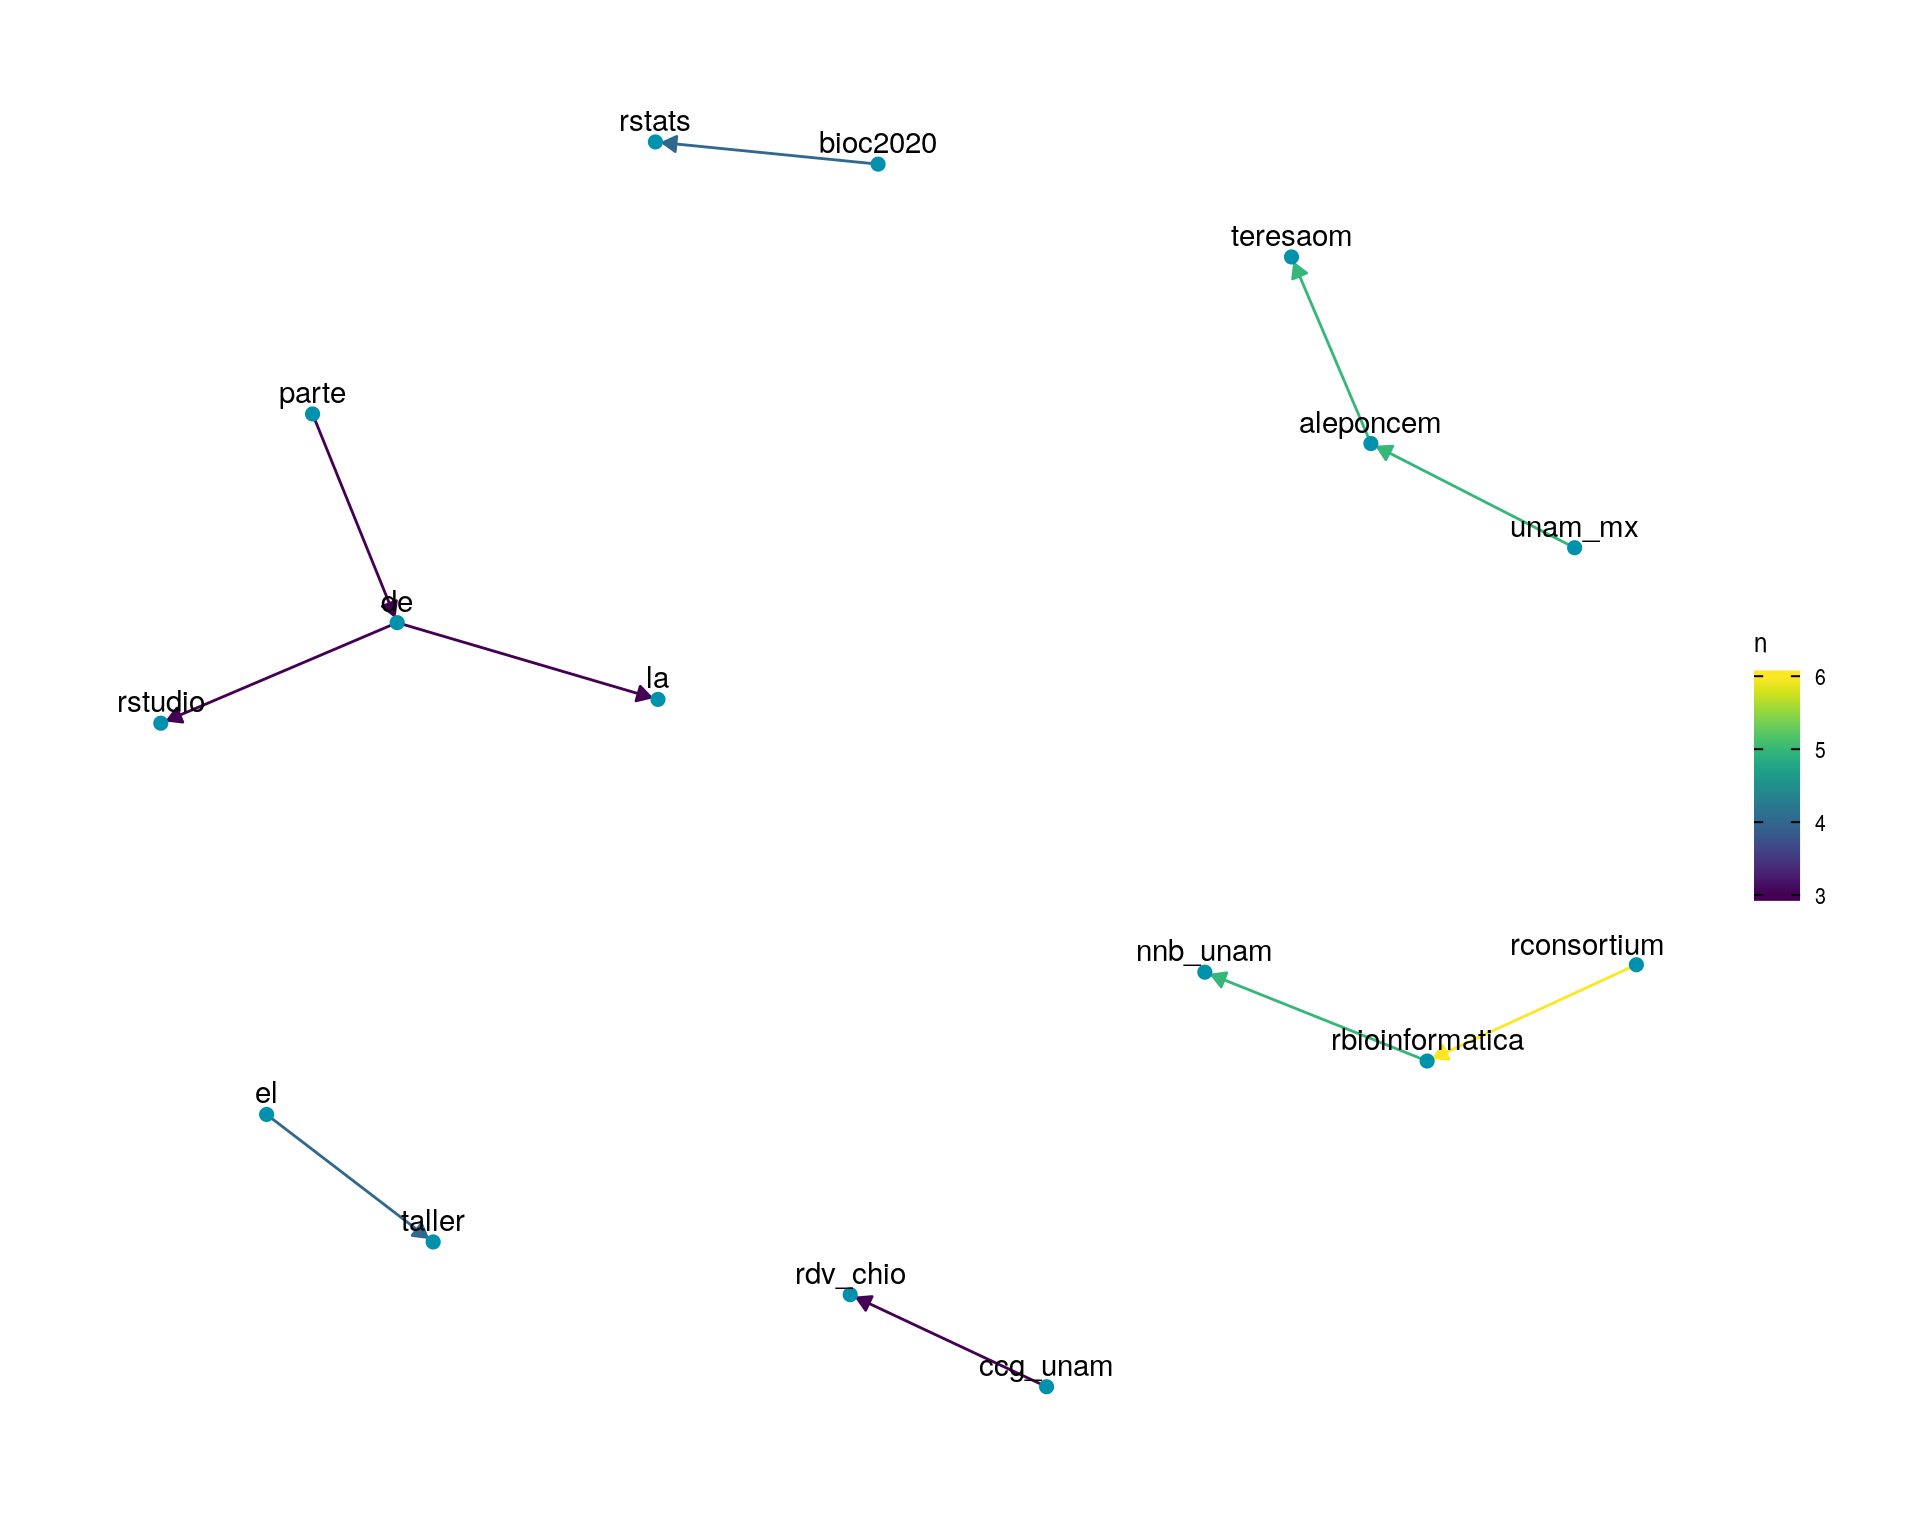 rstats
bioc2020
teresaom
parte
aleponcem
unam_mx
de
n
la
rstudio
6
5
4
3
nnb_unam
rconsortium
rbioinformatica
el
taller
rdv_chio
ccg_unam